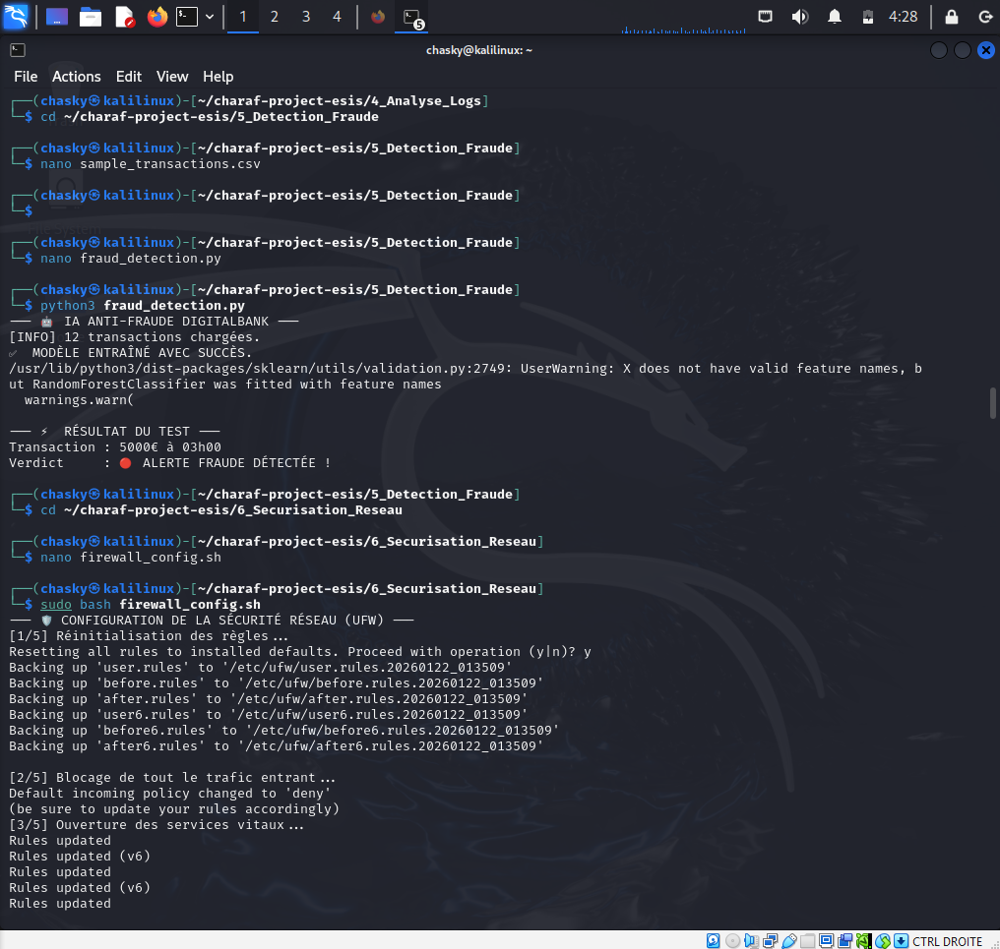 1 2 3 4 5 4:28
chasky@kalilinux: ~
File Actions Edit View Help
┌──(chasky㉿kalilinux)-[~/charaf-project-esis/4_Analyse_Logs]
└─$ cd ~/charaf-project-esis/5_Detection_Fraude
┌──(chasky㉿kalilinux)-[~/charaf-project-esis/5_Detection_Fraude]
└─$ nano sample_transactions.csv
┌──(chasky㉿kalilinux)-[~/charaf-project-esis/5_Detection_Fraude]
└─$
┌──(chasky㉿kalilinux)-[~/charaf-project-esis/5_Detection_Fraude]
└─$ nano fraud_detection.py
┌──(chasky㉿kalilinux)-[~/charaf-project-esis/5_Detection_Fraude]
└─$ python3 fraud_detection.py
--- 🤖 IA ANTI-FRAUDE DIGITALBANK ---
[INFO] 12 transactions chargées.
✅ MODÈLE ENTRAÎNÉ AVEC SUCCÈS.
/usr/lib/python3/dist-packages/sklearn/utils/validation.py:2749: UserWarning: X does not have valid feature names, b
ut RandomForestClassifier was fitted with feature names
warnings.warn(
--- ⚡ RÉSULTAT DU TEST ---
Transaction : 5000€ à 03h00
Verdict : 🔴 ALERTE FRAUDE DÉTECTÉE !
┌──(chasky㉿kalilinux)-[~/charaf-project-esis/5_Detection_Fraude]
└─$ cd ~/charaf-project-esis/6_Securisation_Reseau
┌──(chasky㉿kalilinux)-[~/charaf-project-esis/6_Securisation_Reseau]
└─$ nano firewall_config.sh
┌──(chasky㉿kalilinux)-[~/charaf-project-esis/6_Securisation_Reseau]
└─$ sudo bash firewall_config.sh
--- 🛡️ CONFIGURATION DE LA SÉCURITÉ RÉSEAU (UFW) ---
[1/5] Réinitialisation des règles...
Resetting all rules to installed defaults. Proceed with operation (y|n)? y
Backing up 'user.rules' to '/etc/ufw/user.rules.20260122_013509'
Backing up 'before.rules' to '/etc/ufw/before.rules.20260122_013509'
Backing up 'after.rules' to '/etc/ufw/after.rules.20260122_013509'
Backing up 'user6.rules' to '/etc/ufw/user6.rules.20260122_013509'
Backing up 'before6.rules' to '/etc/ufw/before6.rules.20260122_013509'
Backing up 'after6.rules' to '/etc/ufw/after6.rules.20260122_013509'
[2/5] Blocage de tout le trafic entrant...
Default incoming policy changed to 'deny'
(be sure to update your rules accordingly)
[3/5] Ouverture des services vitaux...
Rules updated
Rules updated (v6)
Rules updated
Rules updated (v6)
Rules updated
CTRL DROITE